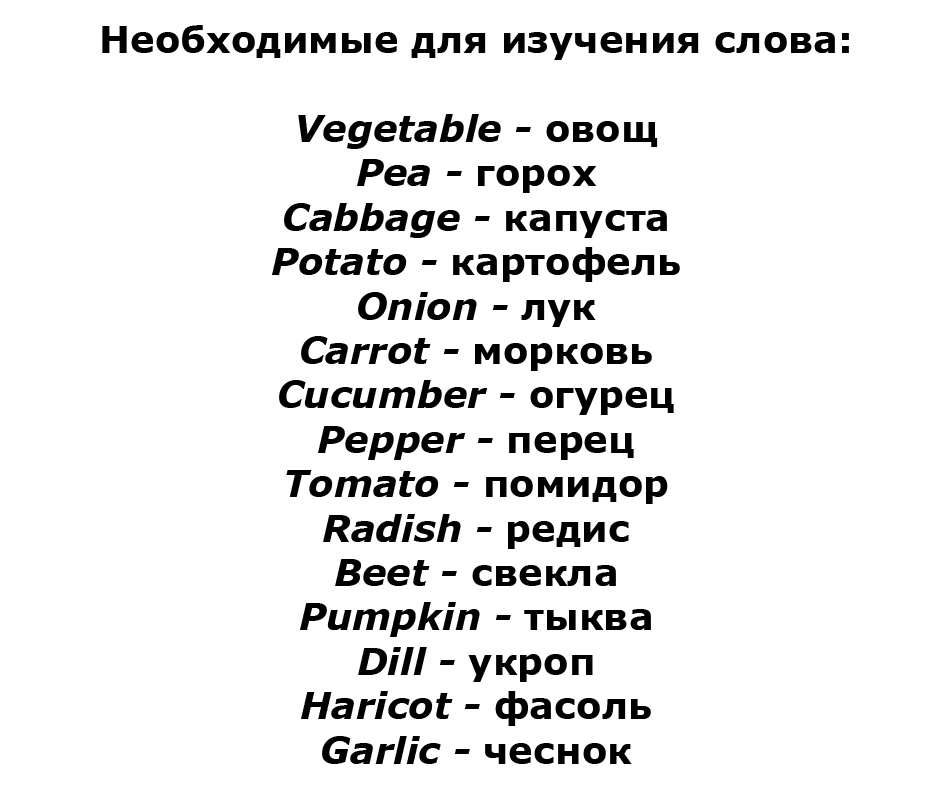 Необходимые для изучения слова:
Vegetable - овощ
Pea - горох
Cabbage - капуста
Potato - картофель
Onion - лук
Carrot - морковь
Cucumber - огурец
Pepper - перец
Tomato - помидор
Radish - редис
Beet - свекла
Pumpkin - тыква
Dill - укроп
Haricot - фасоль
Garlic - чеснок